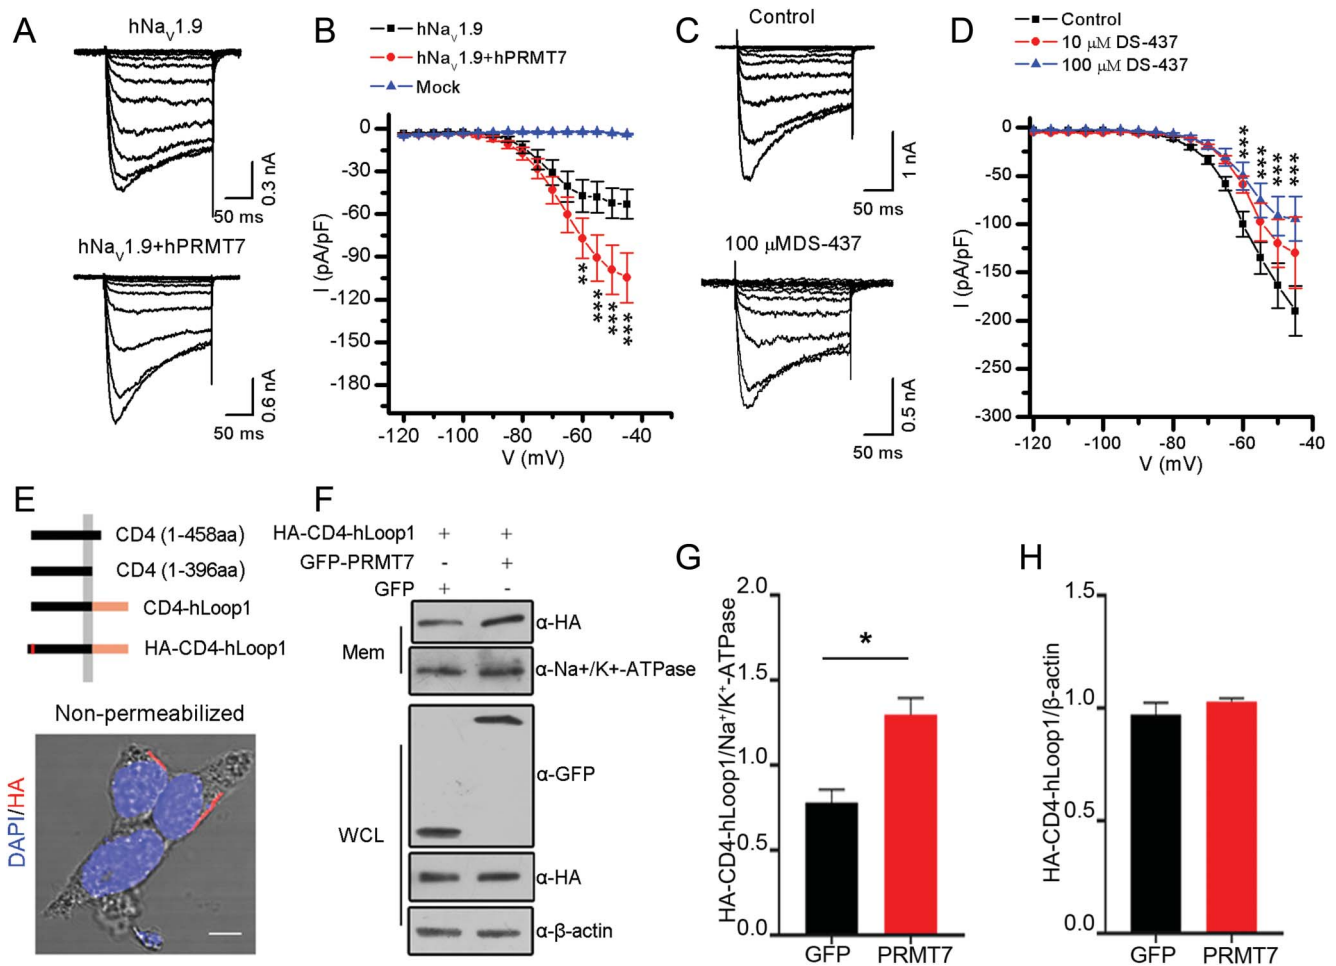 A
hNaV1.9
0.3 nA
50 ms
hNaV1.9+hPRMT7
0.6 nA
50 ms
B
hNaV1.9
hNaV1.9+hPRMT7
Mock
0
-30
-60
-90
-120
-150
-180
I (pA/pF)
**
***
***
***
-120
-100
-80
-60
-40
V (mV)
C
Control
1 nA
50 ms
100 μMDS-437
0.5 nA
50 ms
D
Control
10 μM DS-437
100 μM DS-437
0
-50
-100
-150
-200
-250
-300
I (pA/pF)
***
***
***
***
-120
-100
-80
-60
-40
V (mV)
E
CD4 (1-458aa)
CD4 (1-396aa)
CD4-hLoop1
HA-CD4-hLoop1
Non-permeabilized
DAPI/HA
F
HA-CD4-hLoop1 + +
GFP-PRMT7 - +
GFP + -
Mem
α-HA
α-Na+/K+-ATPase
WCL
α-GFP
α-HA
α-β-actin
G
HA-CD4-hLoop1/Na+/K+-ATPase
2.0
1.5
1.0
0.5
0.0
*
GFP PRMT7
H
HA-CD4-hLoop1/β-actin
1.5
1.0
0.5
0.0
GFP PRMT7